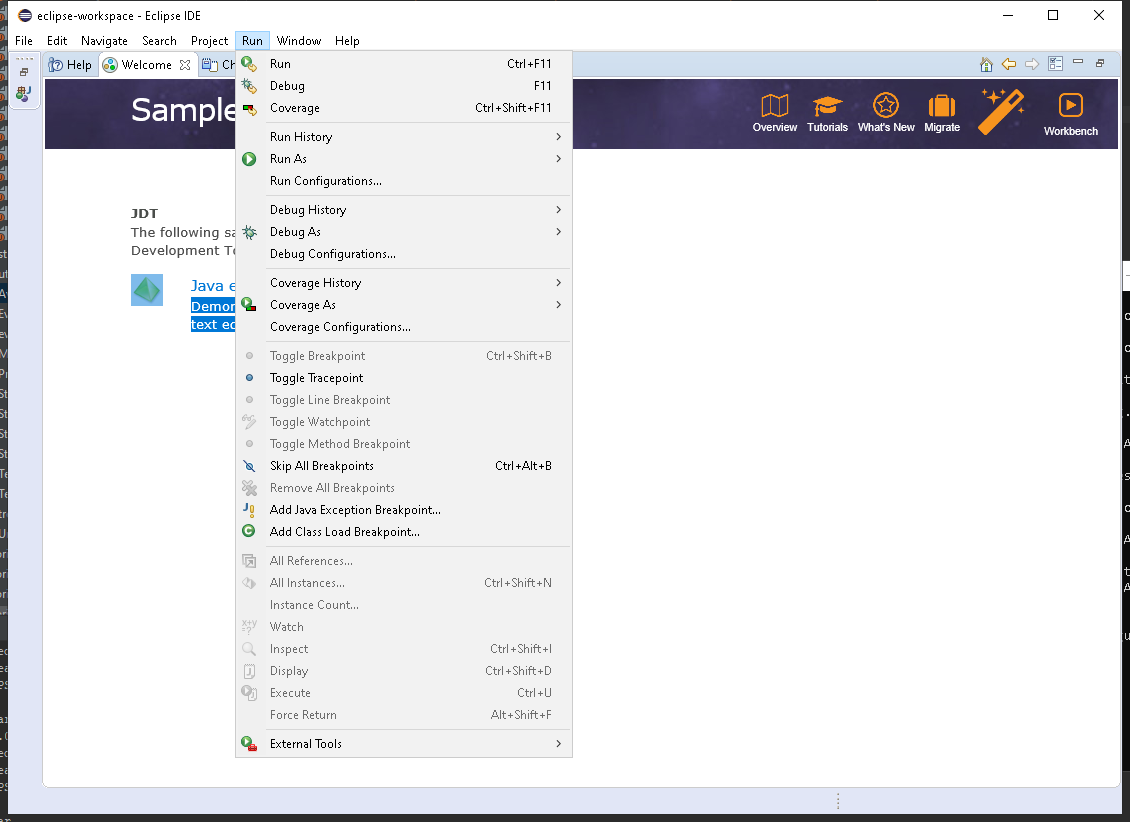 eclipse-workspace - Eclipse IDE
File Edit Navigate Search Project Run Window Help
Help Welcome Ch
Sample
Overview Tutorials What's New Migrate Workbench
JDT
The following sa
Development To
Java e
Demon
text ed
Run Ctrl+F11
Debug F11
Coverage Ctrl+Shift+F11
Run History
Run As
Run Configurations...
Debug History
Debug As
Debug Configurations...
Coverage History
Coverage As
Coverage Configurations...
Toggle Breakpoint Ctrl+Shift+B
Toggle Tracepoint
Toggle Line Breakpoint
Toggle Watchpoint
Toggle Method Breakpoint
Skip All Breakpoints Ctrl+Alt+B
Remove All Breakpoints
Add Java Exception Breakpoint...
Add Class Load Breakpoint...
All References...
All Instances... Ctrl+Shift+N
Instance Count...
Watch
Inspect Ctrl+Shift+I
Display Ctrl+Shift+D
Execute Ctrl+U
Force Return Alt+Shift+F
External Tools